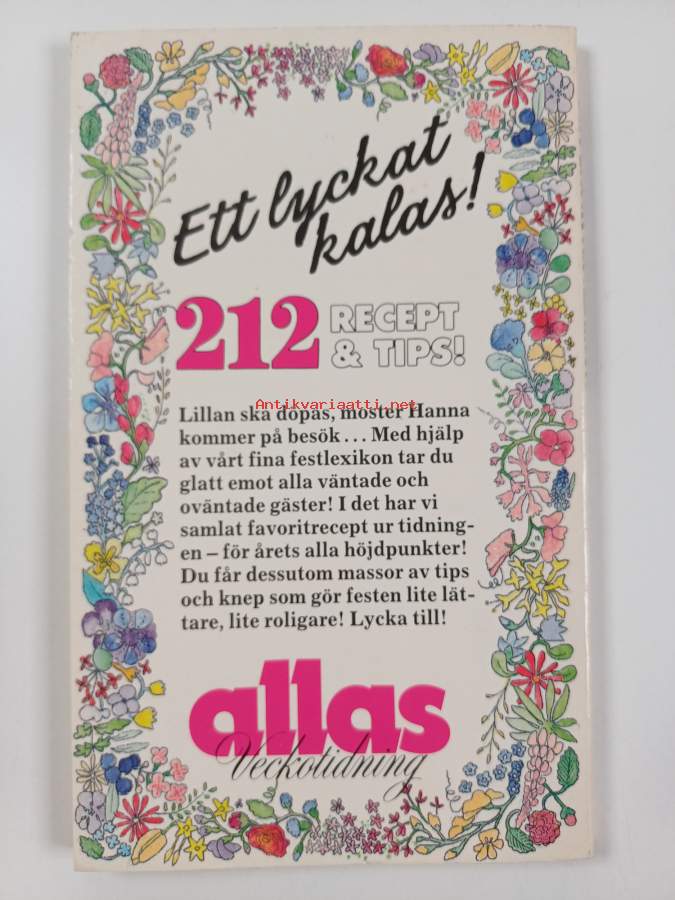 Ett lyckat
kalas!
212 RECEPT
& TIPS!
Antikvariaatti.net
Lillan ska döpas, moster Hanna
kommer på besök... Med hjälp
av vårt fina festlexikon tar du
glatt emot alla väntade och
oväntade gäster! I det har vi
samlat favoritrecept ur tidning-
en – för årets alla höjdpunkter!
Du får dessutom massor av tips
och knep som gör festen lite lät-
tare, lite roligare! Lycka till!
allas
Veckotidning